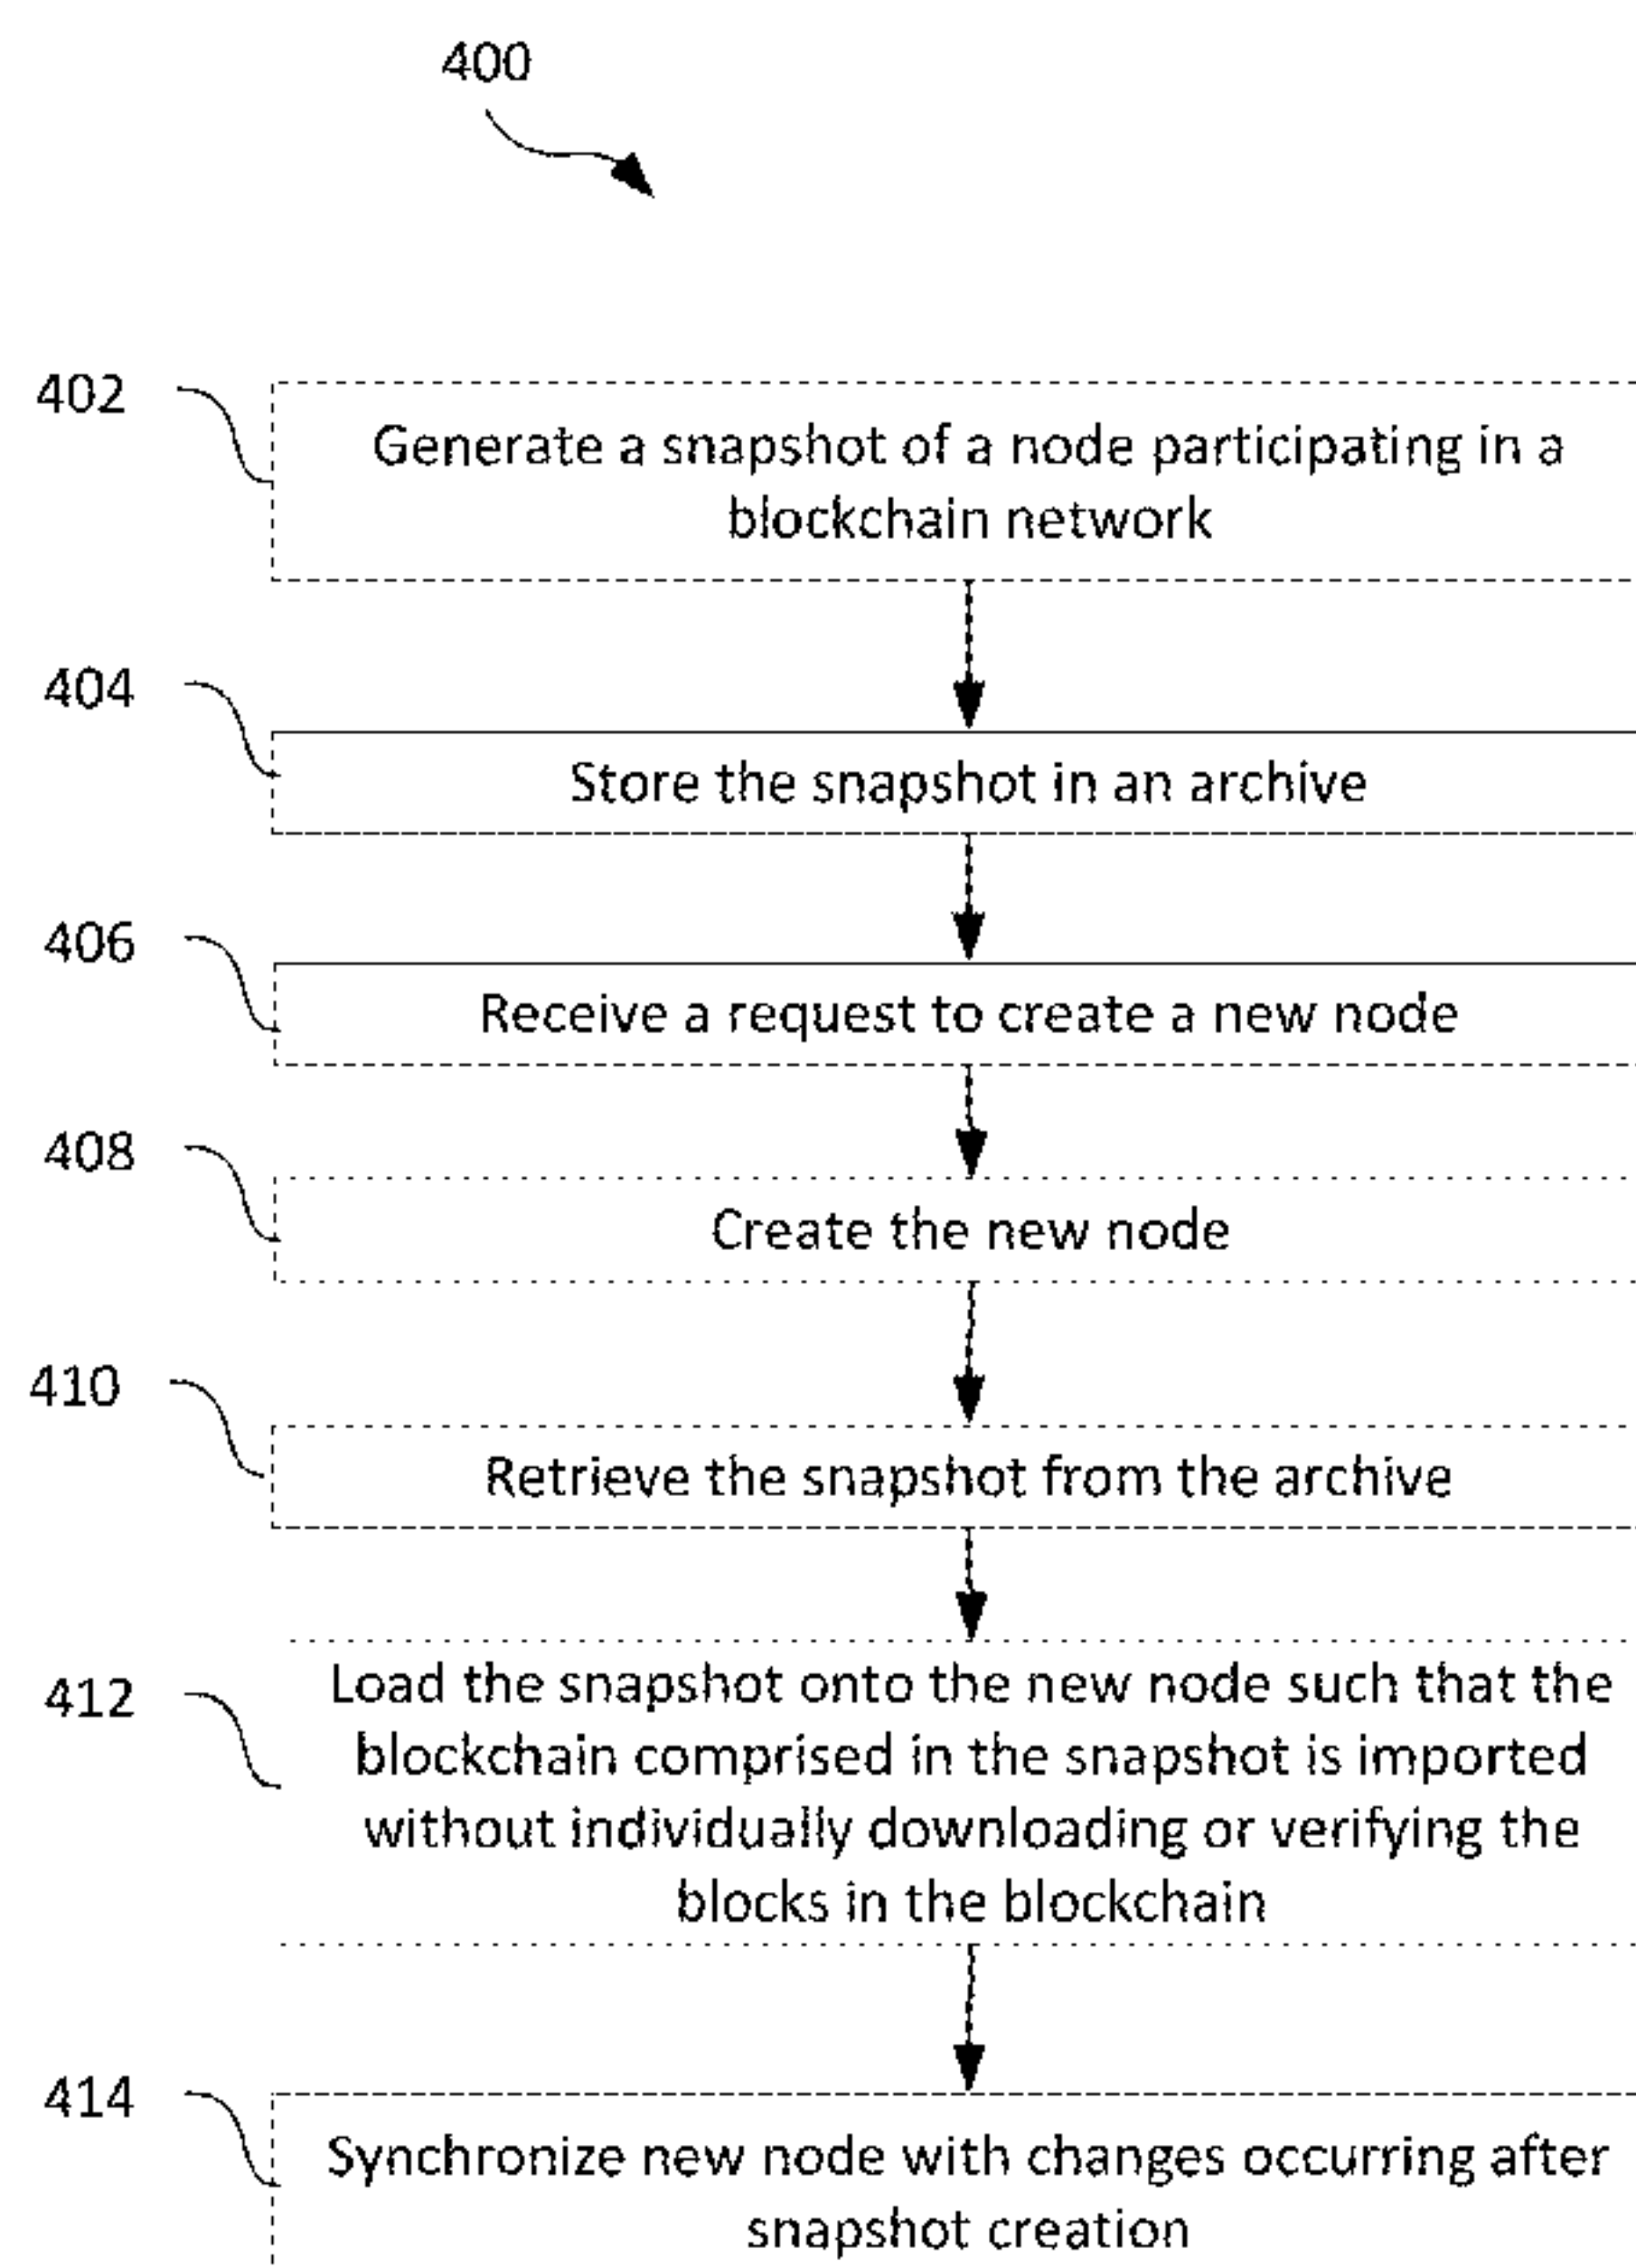 400
402
Generate a snapshot of a node participating in a
blockchain network
404
Store the snapshot in an archive
406
Receive a request to create a new node
408
Create the new node
410
Retrieve the snapshot from the archive
412
Load the snapshot onto the new node such that the
blockchain comprised in the snapshot is imported
without individually downloading or verifying the
blocks in the blockchain
414
Synchronize new node with changes occurring after
snapshot creation